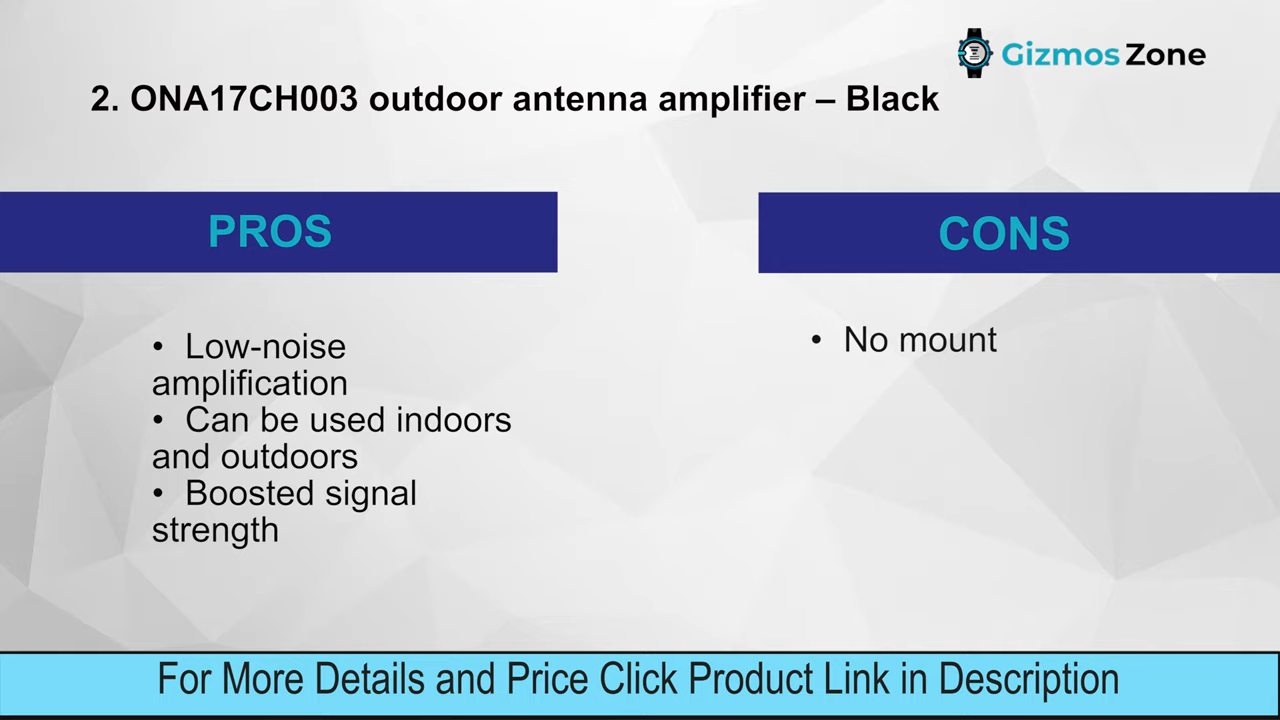 Gizmos Zone
2. ONA17CH003 outdoor antenna amplifier – Black
PROS
• Low-noise
amplification
• Can be used indoors
and outdoors
• Boosted signal
strength
CONS
• No mount
For More Details and Price Click Product Link in Description